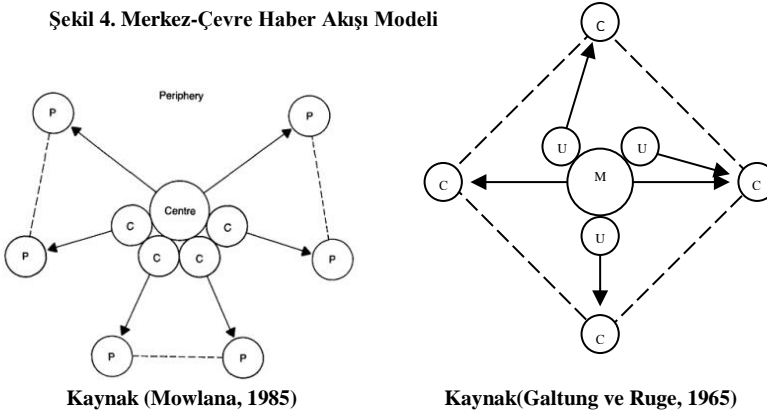 Şekil 4. Merkez-Çevre Haber Akışı Modeli
Periphery
P
P
Centre
C
C
C
C
P
P
P
P
Kaynak (Mowlana, 1985)
C
U
U
M
C
C
U
C
Kaynak(Galtung ve Ruge, 1965)